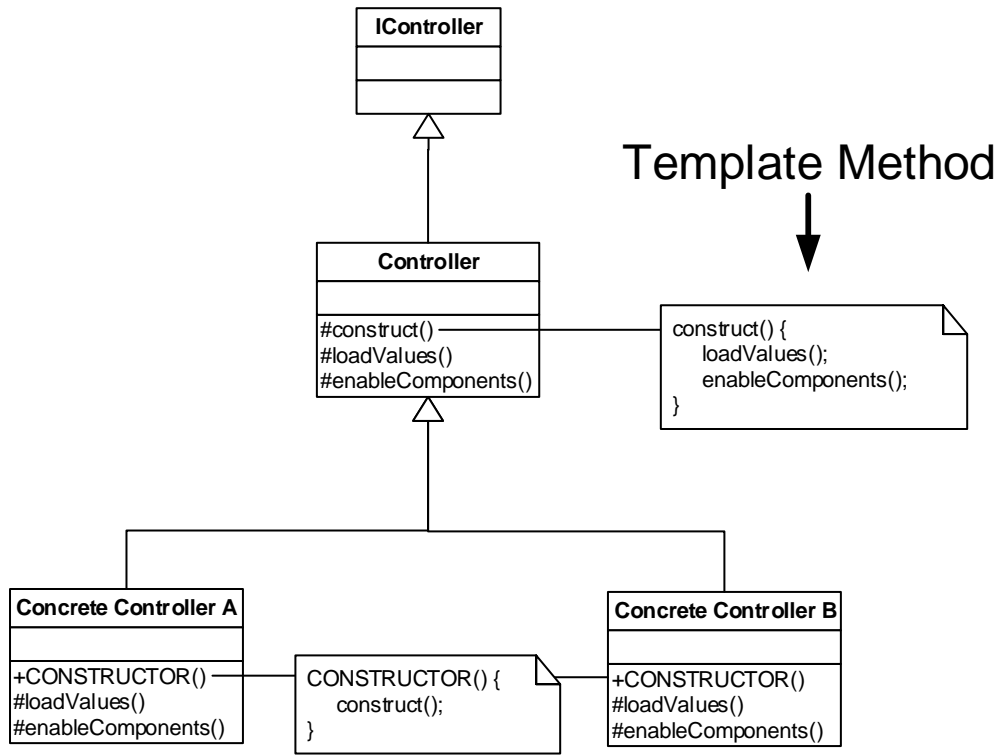 IController
Template Method
Controller
#construct()
#loadValues()
#enableComponents()
construct() {
loadValues();
enableComponents();
}
Concrete Controller A
+CONSTRUCTOR()
#loadValues()
#enableComponents()
CONSTRUCTOR() {
construct();
}
Concrete Controller B
+CONSTRUCTOR()
#loadValues()
#enableComponents()